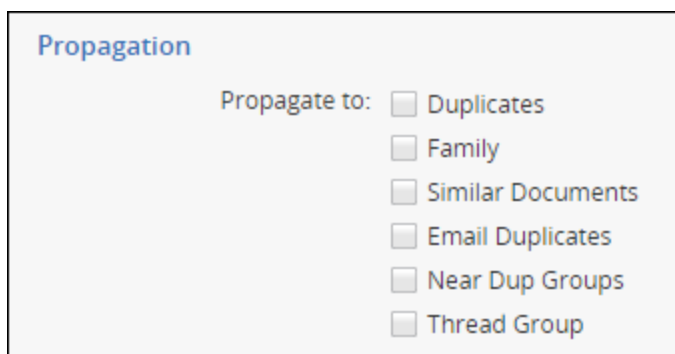 Propagation
Propagate to: Duplicates
Family
Similar Documents
Email Duplicates
Near Dup Groups
Thread Group